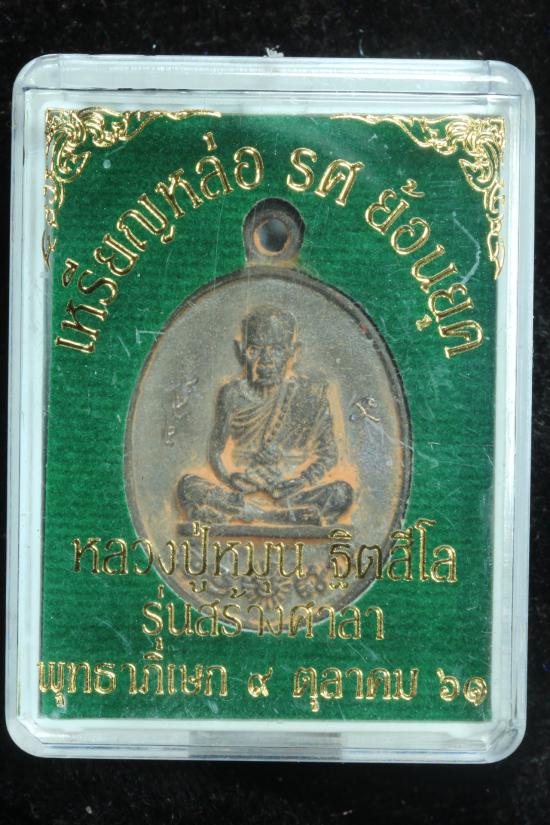 เหรียญหล่อ รศ ย้อนยุค
หลวงปู่หมุน ฐิตสีโล
รุ่นสร้างศาลา
พุทธาภิเษก ๙ ตุลาคม ๖๑